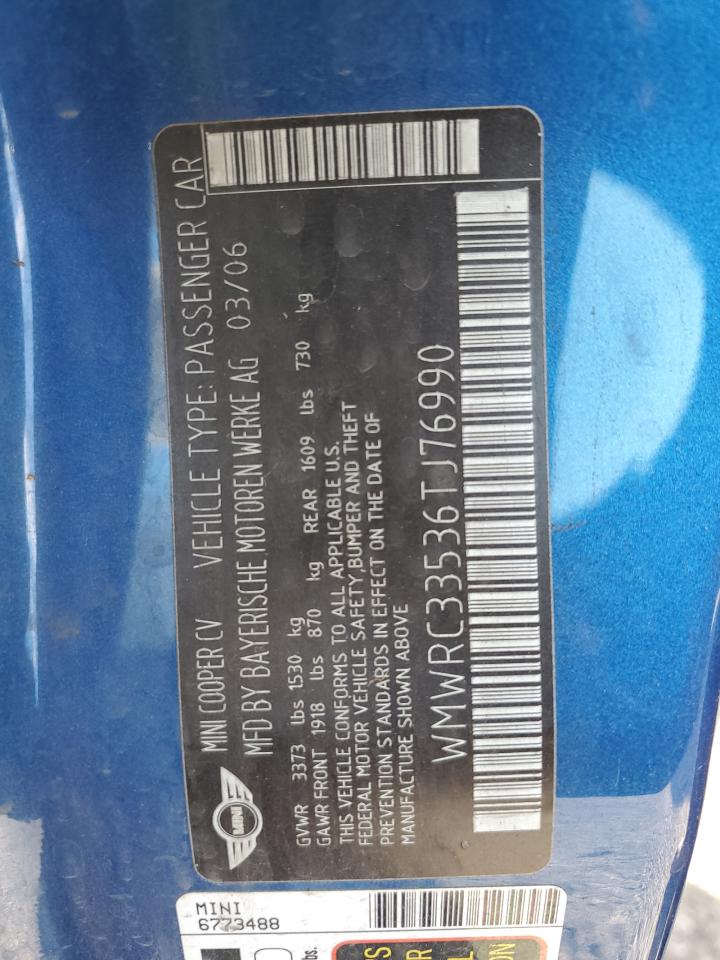 MINI COOPER CV VEHICLE TYPE: PASSENGER CAR
MFD BY BAYERISCHE MOTOREN WERKE AG 03/06
MINI
GVWR 3373 lbs 1530 kg
GAWR FRONT 1918 lbs 870 kg REAR 1609 lbs 730 kg
THIS VEHICLE CONFORMS TO ALL APPLICABLE U.S.
FEDERAL MOTOR VEHICLE SAFETY,BUMPER AND THEFT
PREVENTION STANDARDS IN EFFECT ON THE DATE OF
MANUFACTURE SHOWN ABOVE
WMWRC33536TJ76990
MINI
6773488